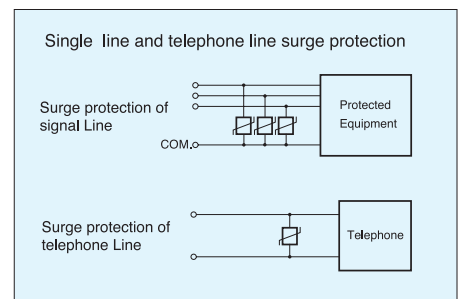 Single line and telephone line surge protection
Surge protection of
signal Line
Protected
Equipment
COM.
Surge protection of
telephone Line
Telephone